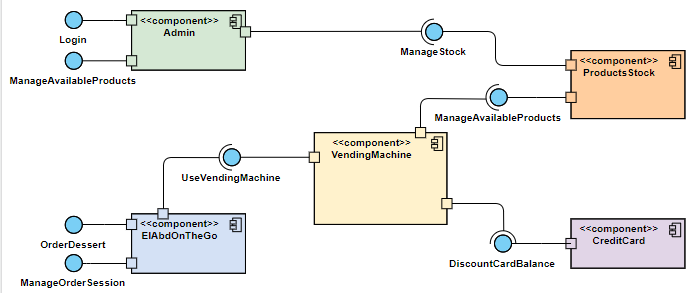 <<component>>
Admin
Login
ManageAvailableProducts
ManageStock
<<component>>
ProductsStock
ManageAvailableProducts
<<component>>
VendingMachine
UseVendingMachine
<<component>>
ElAbdOnTheGo
OrderDessert
ManageOrderSession
<<component>>
CreditCard
DiscountCardBalance